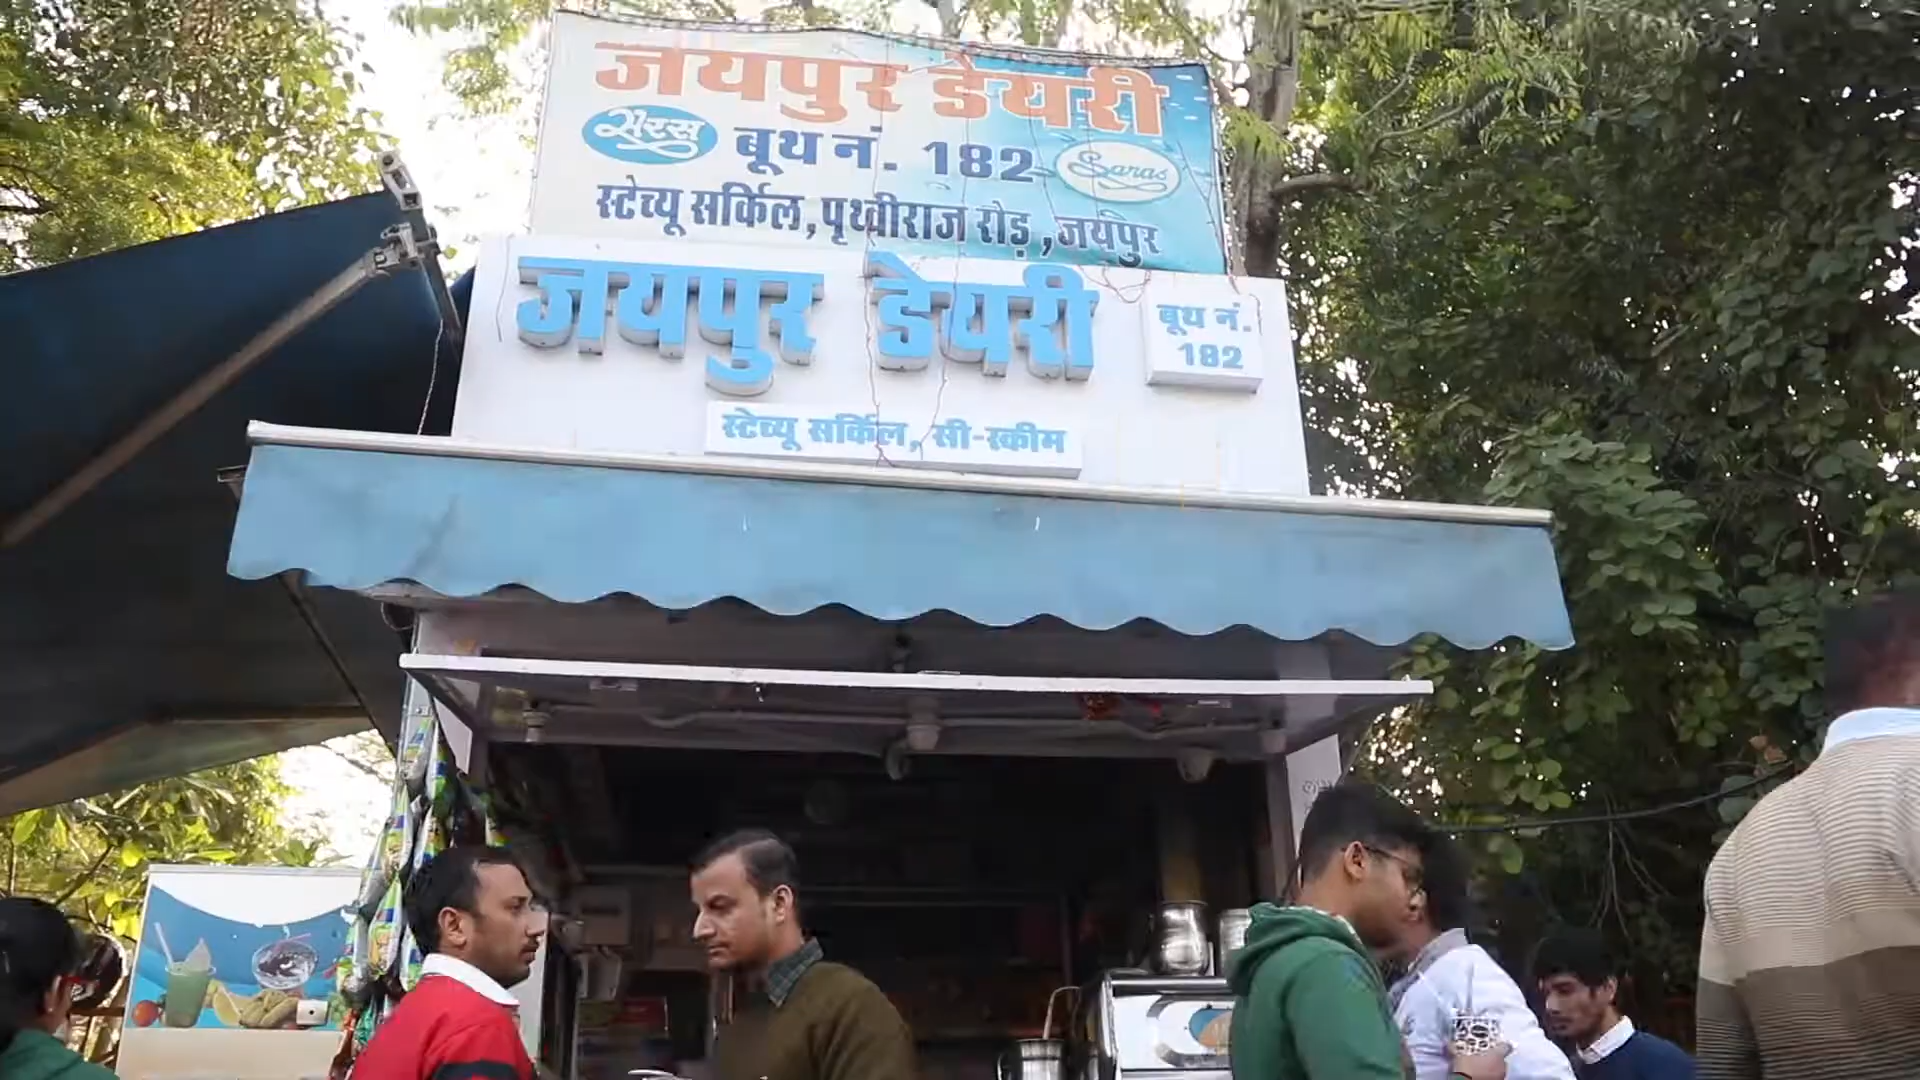 जयपुर डेयरी
सरस
बूथ नं. 182
Saras
स्टेच्यू सर्किल, पृथ्वीराज रोड़, जयपुर
जयपुर डेयरी
बूथ नं.
182
स्टेच्यू सर्किल, सी-स्कीम